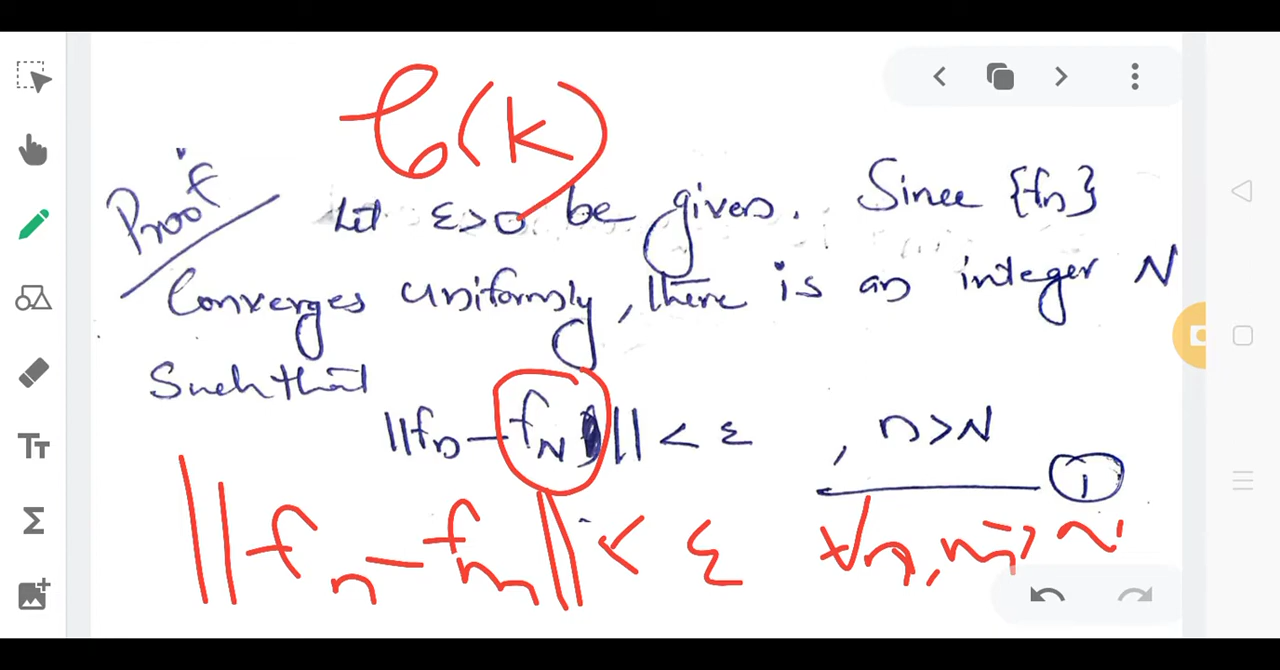 𝒞(K)
Proof: Let ε>0 be given. Since {fn}
Converges uniformly, there is an integer N
Such that
||fn - fN|| < ε , n>N
①
||fn - fm|| < ε ∀n, m > N
Tт
Σ